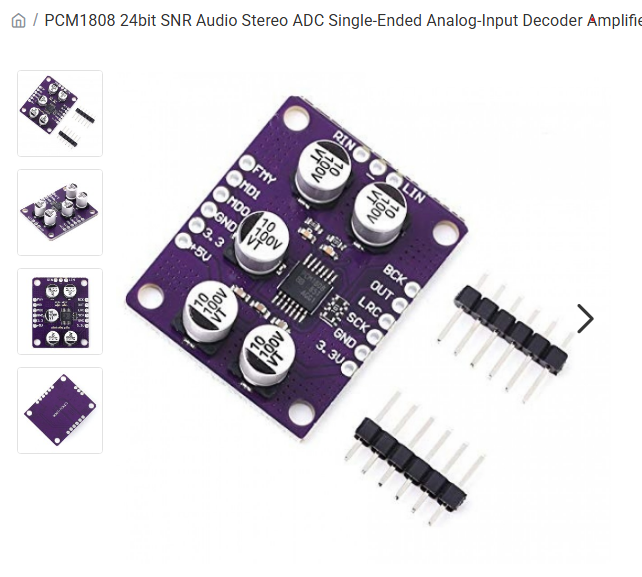 / PCM1808 24bit SNR Audio Stereo ADC Single-Ended Analog-Input Decoder Amplifie
RIN
-
LIN
FMY
MD1
MD0
GND
3.3
+5V
10
100V
VT
10
100V
VT
10
100V
VT
10
100V
VT
10
100V
VT
BCK
OUT
LRC
SCK
GND
3.3V